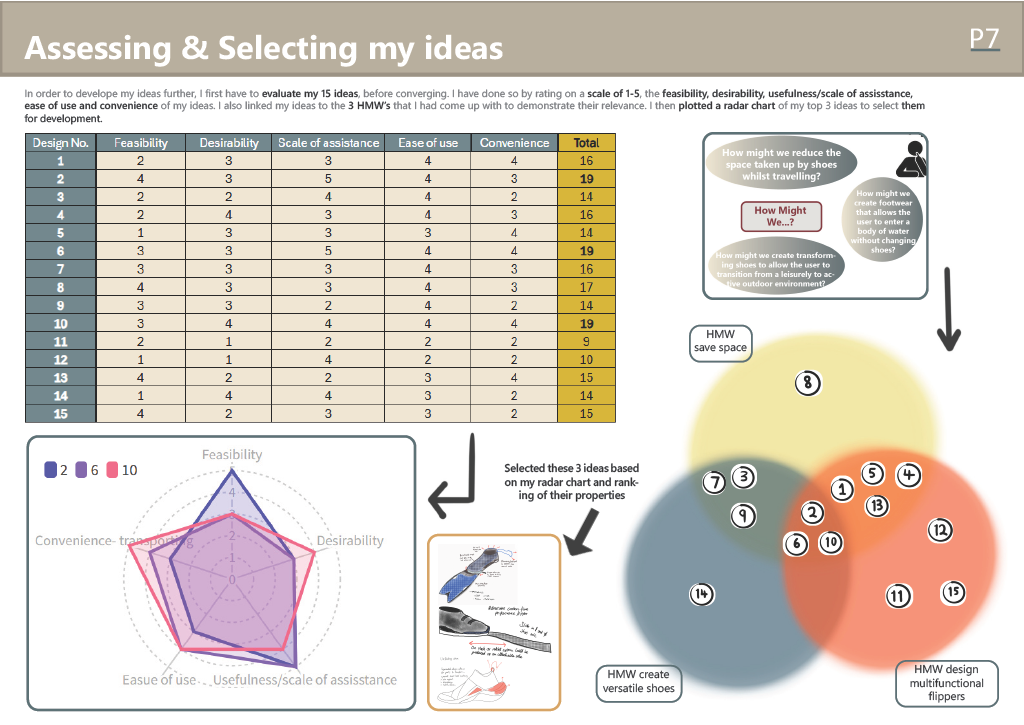 Assessing & Selecting my ideas
P7
In order to develope my ideas further, I first have to evaluate my 15 ideas, before converging. I have done so by rating on a scale of 1-5, the feasibility, desirability, usefulness/scale of assistance,
ease of use and convenience of my ideas. I also linked my ideas to the 3 HMW's that I had come up with to demonstrate their relevance. I then plotted a radar chart of my top 3 ideas to select them
for development.
Design No. Feasibility Desirability Scale of assistance Ease of use Convenience Total
1 2 3 3 4 4 16
2 4 3 5 4 3 19
3 2 2 4 4 2 14
4 2 4 3 4 3 16
5 1 3 3 3 4 14
6 3 3 5 4 4 19
7 3 3 3 4 3 16
8 4 3 3 4 3 17
9 3 3 2 4 2 14
10 3 4 4 4 4 19
11 2 1 2 2 2 9
12 1 1 4 2 2 10
13 4 2 2 3 4 15
14 1 4 4 3 2 14
15 4 2 3 3 2 15
How might we reduce the
space taken up by shoes
whilst travelling?
How might we
create footwear
that allows the
user to enter a
body of water
without changing
shoes?
How Might
We...?
How might we create transform-
ing shoes to allow the user to
transition from a leisurely to ac-
tive outdoor environment?
HMW
save space
8
7 3
9
5 4
1
13
2
6 10
12
14
11 15
HMW create
versatile shoes
HMW design
multifunctional
flippers
2 6 10
Feasibility
4
3
2
1
0
Convenience- transporting
Desirability
Easue of use
Usefulness/scale of assisstance
Selected these 3 ideas based
on my radar chart and rank-
ing of their properties